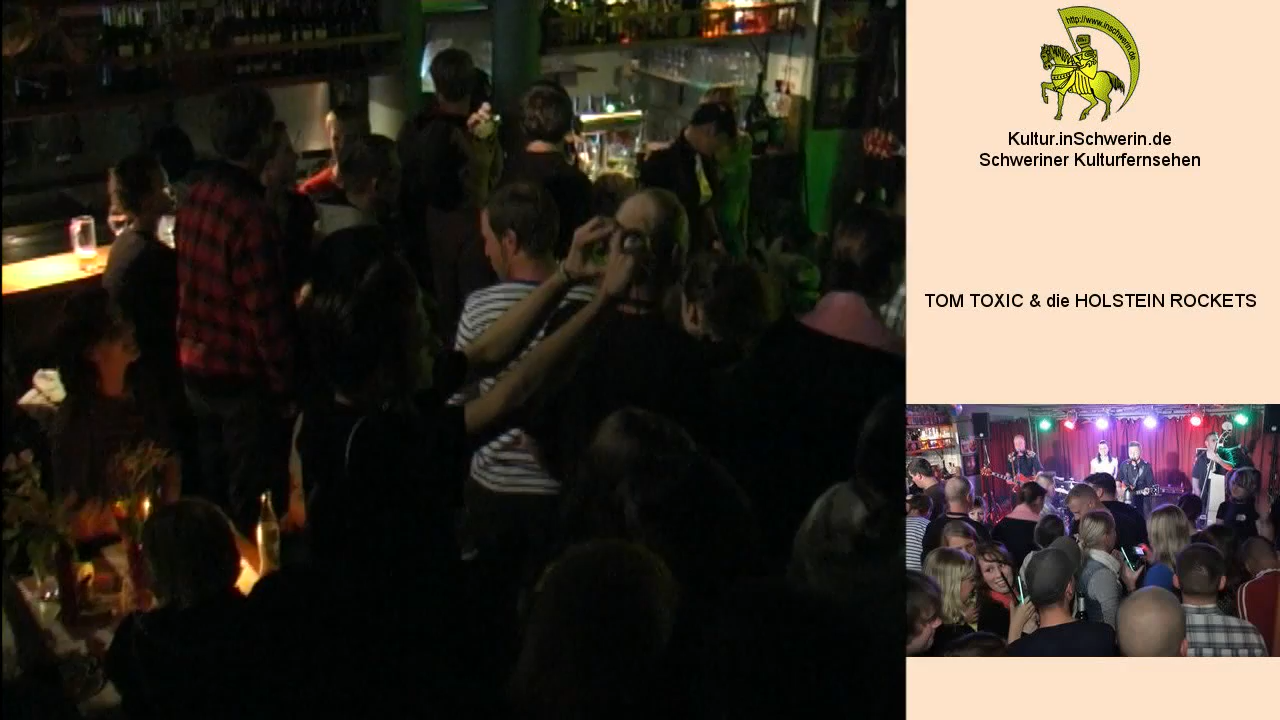 http://www.inschwerin.de
Kultur.inSchwerin.de
Schweriner Kulturfernsehen
TOM TOXIC & die HOLSTEIN ROCKETS